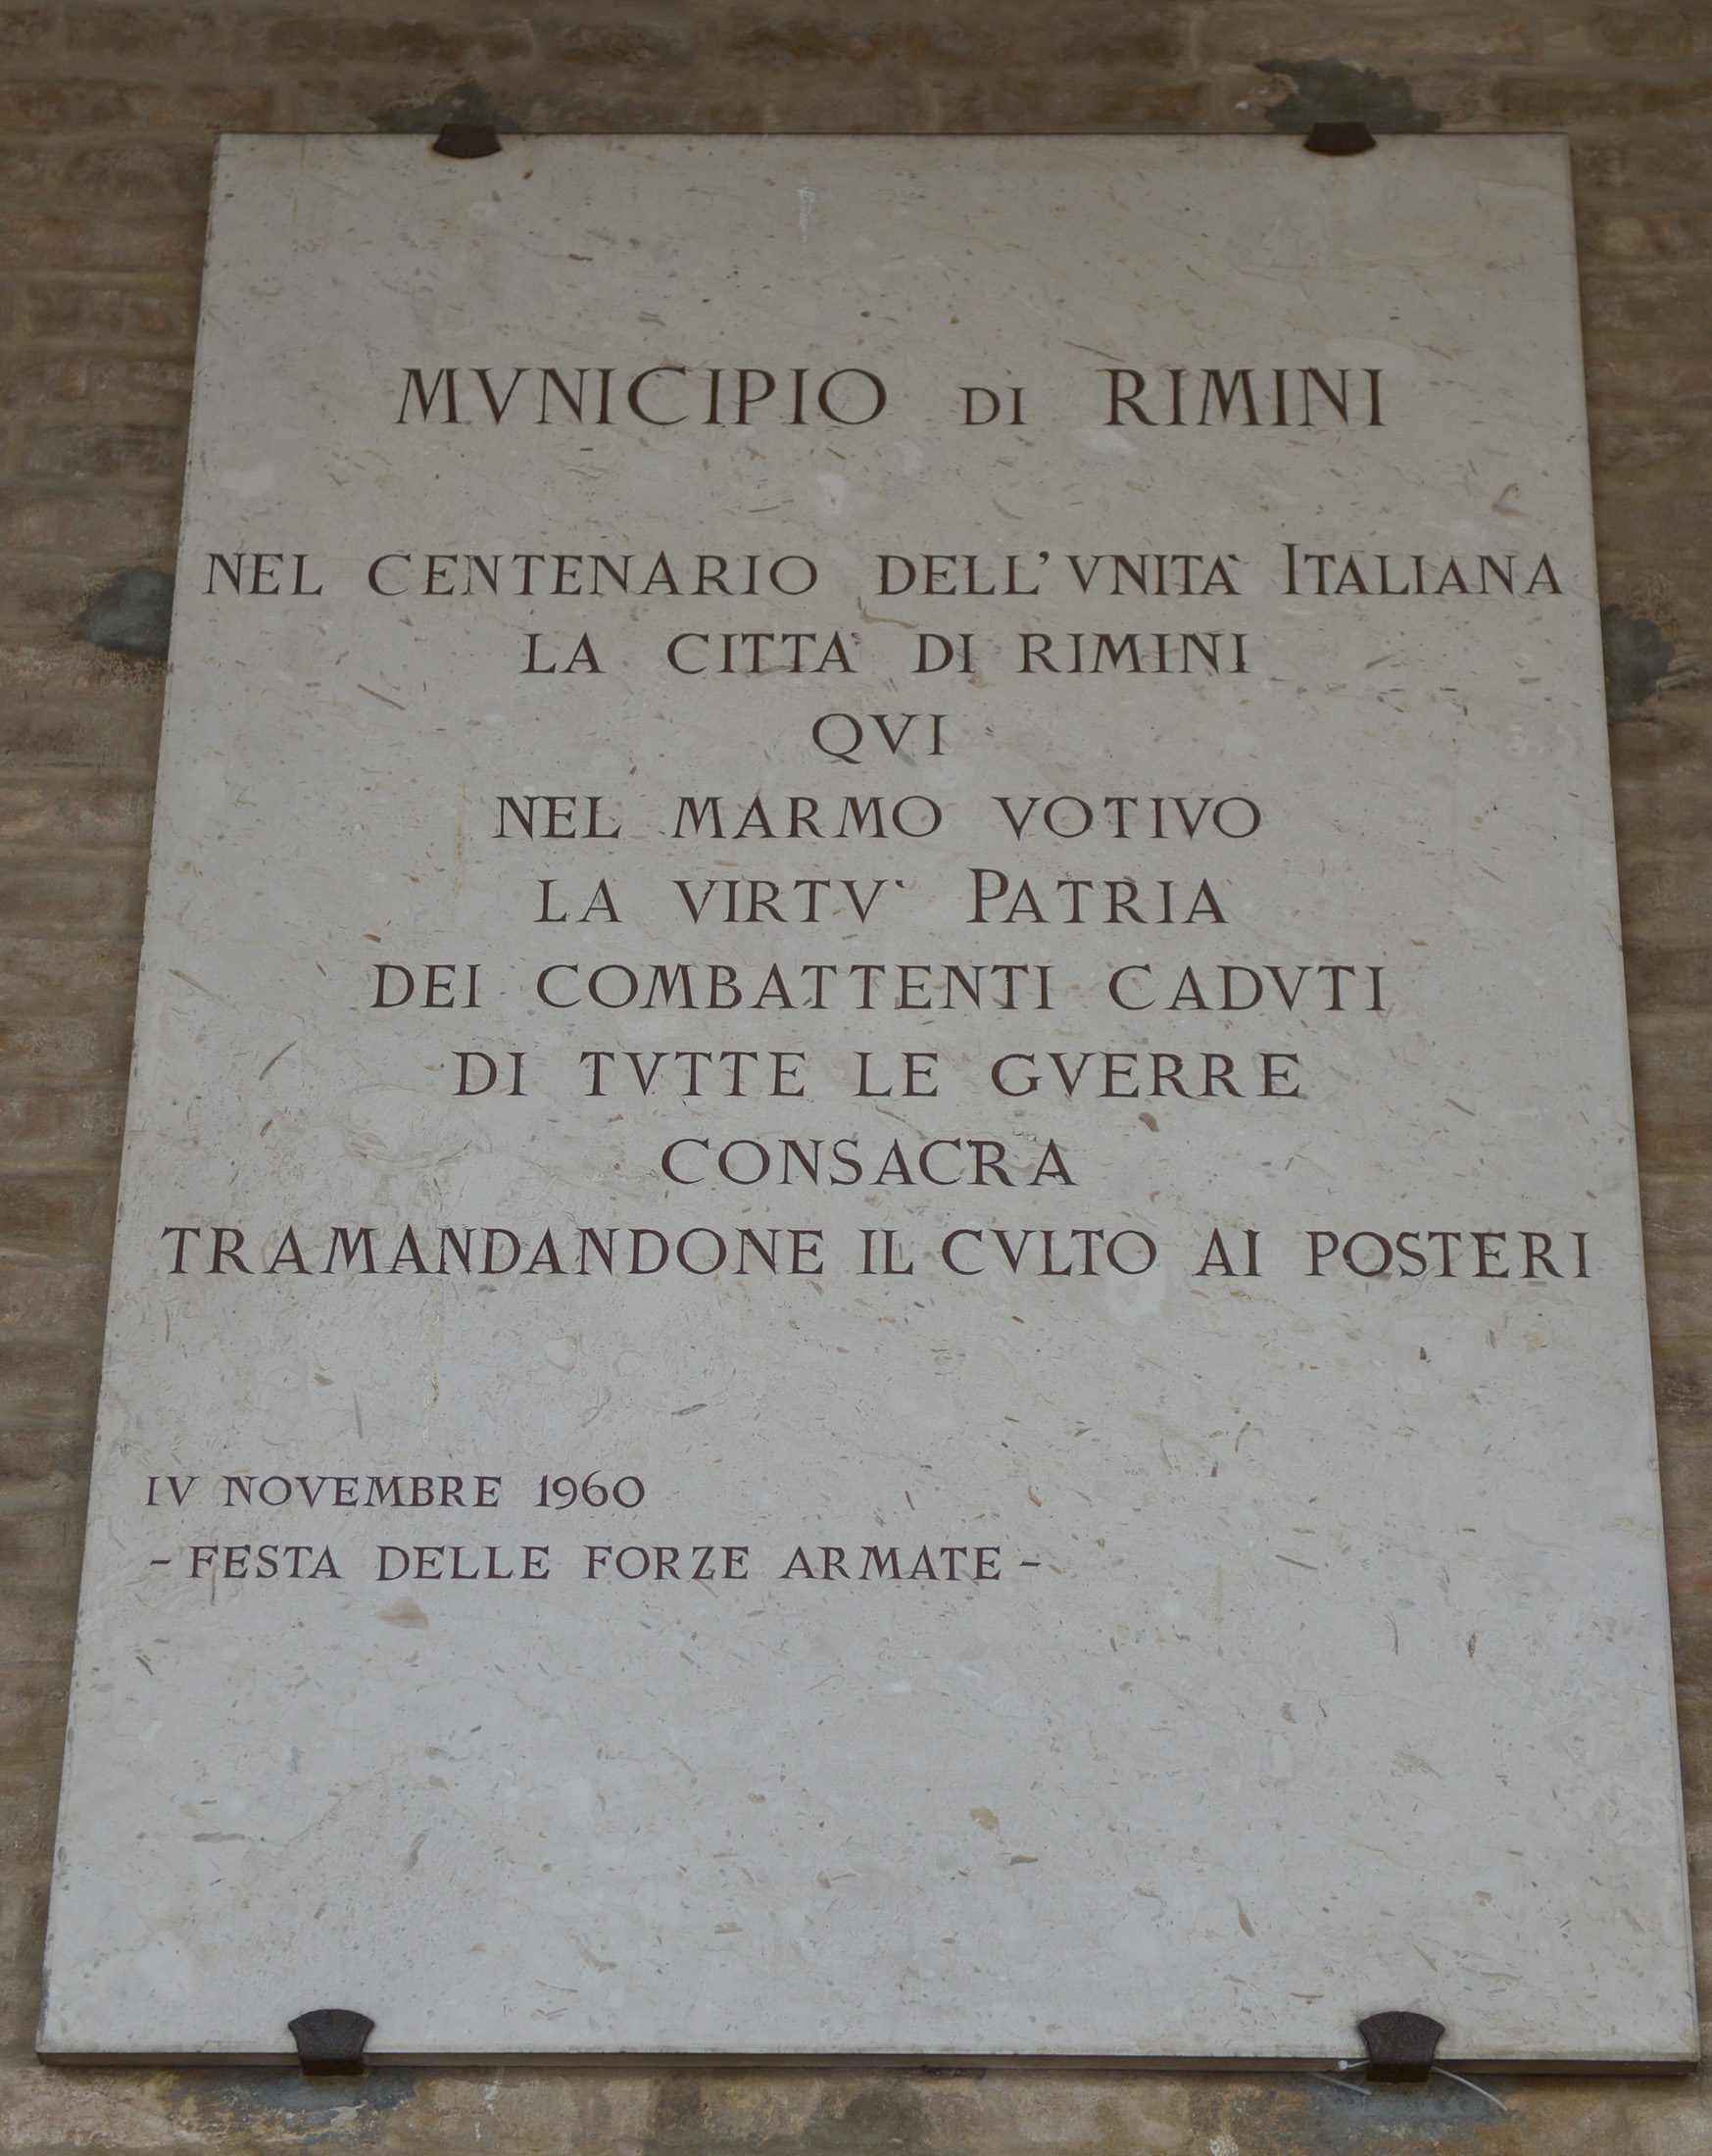 MVNICIPIO DI RIMINI
NEL CENTENARIO DELL'VNITA` ITALIANA
LA CITTA` DI RIMINI
QVI
NEL MARMO VOTIVO
LA VIRTV` PATRIA
DEI COMBATTENTI CADVTI
DI TVTTE LE GVERRE
CONSACRA
TRAMANDANDONE IL CVLTO AI POSTERI
IV NOVEMBRE 1960
- FESTA DELLE FORZE ARMATE -